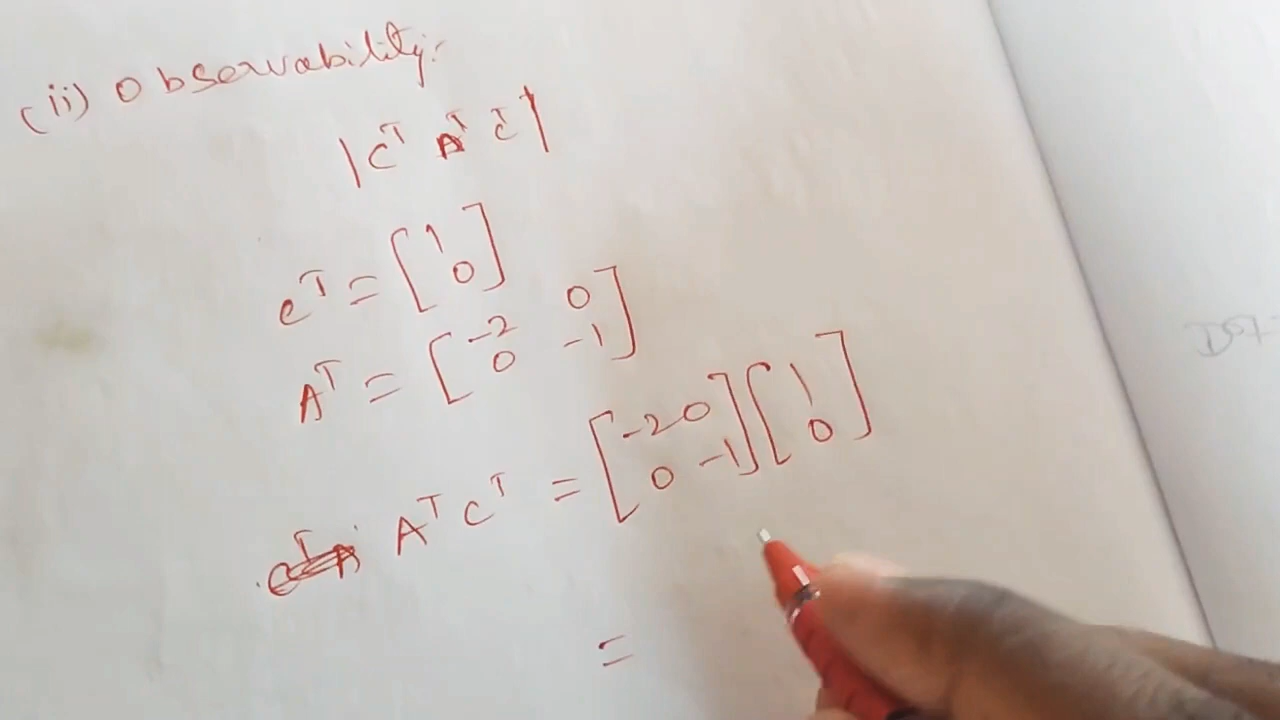 (ii) Observability:
| C^T A^T C^T |
C^T = [ 1
0 ]
A^T = [ -2 0
0 -1 ]
A^T C^T = [ -2 0
0 -1 ] [ 1
0 ]
=